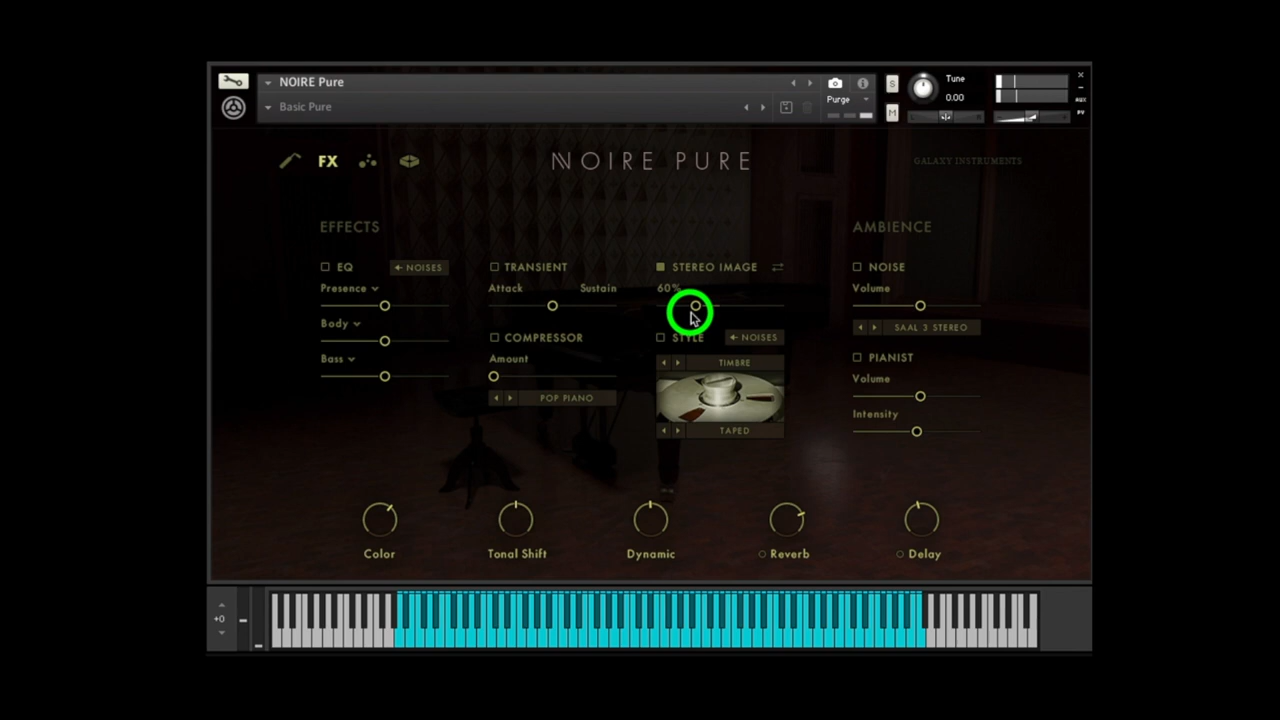 NOIRE Pure
Tune
S
Purge
0.00
AUX
PV
Basic Pure
M
FX
NOIRE PURE
GALAXY INSTRUMENTS
EFFECTS
AMBIENCE
EQ
NOISES
TRANSIENT
STEREO IMAGE
NOISE
Presence
Attack
Sustain
60%
Volume
Body
COMPRESSOR
STYLE
NOISES
SAAL 3 STEREO
Bass
Amount
TIMBRE
PIANIST
Volume
POP PIANO
Intensity
TAPED
Color
Tonal Shift
Dynamic
Reverb
Delay
+0